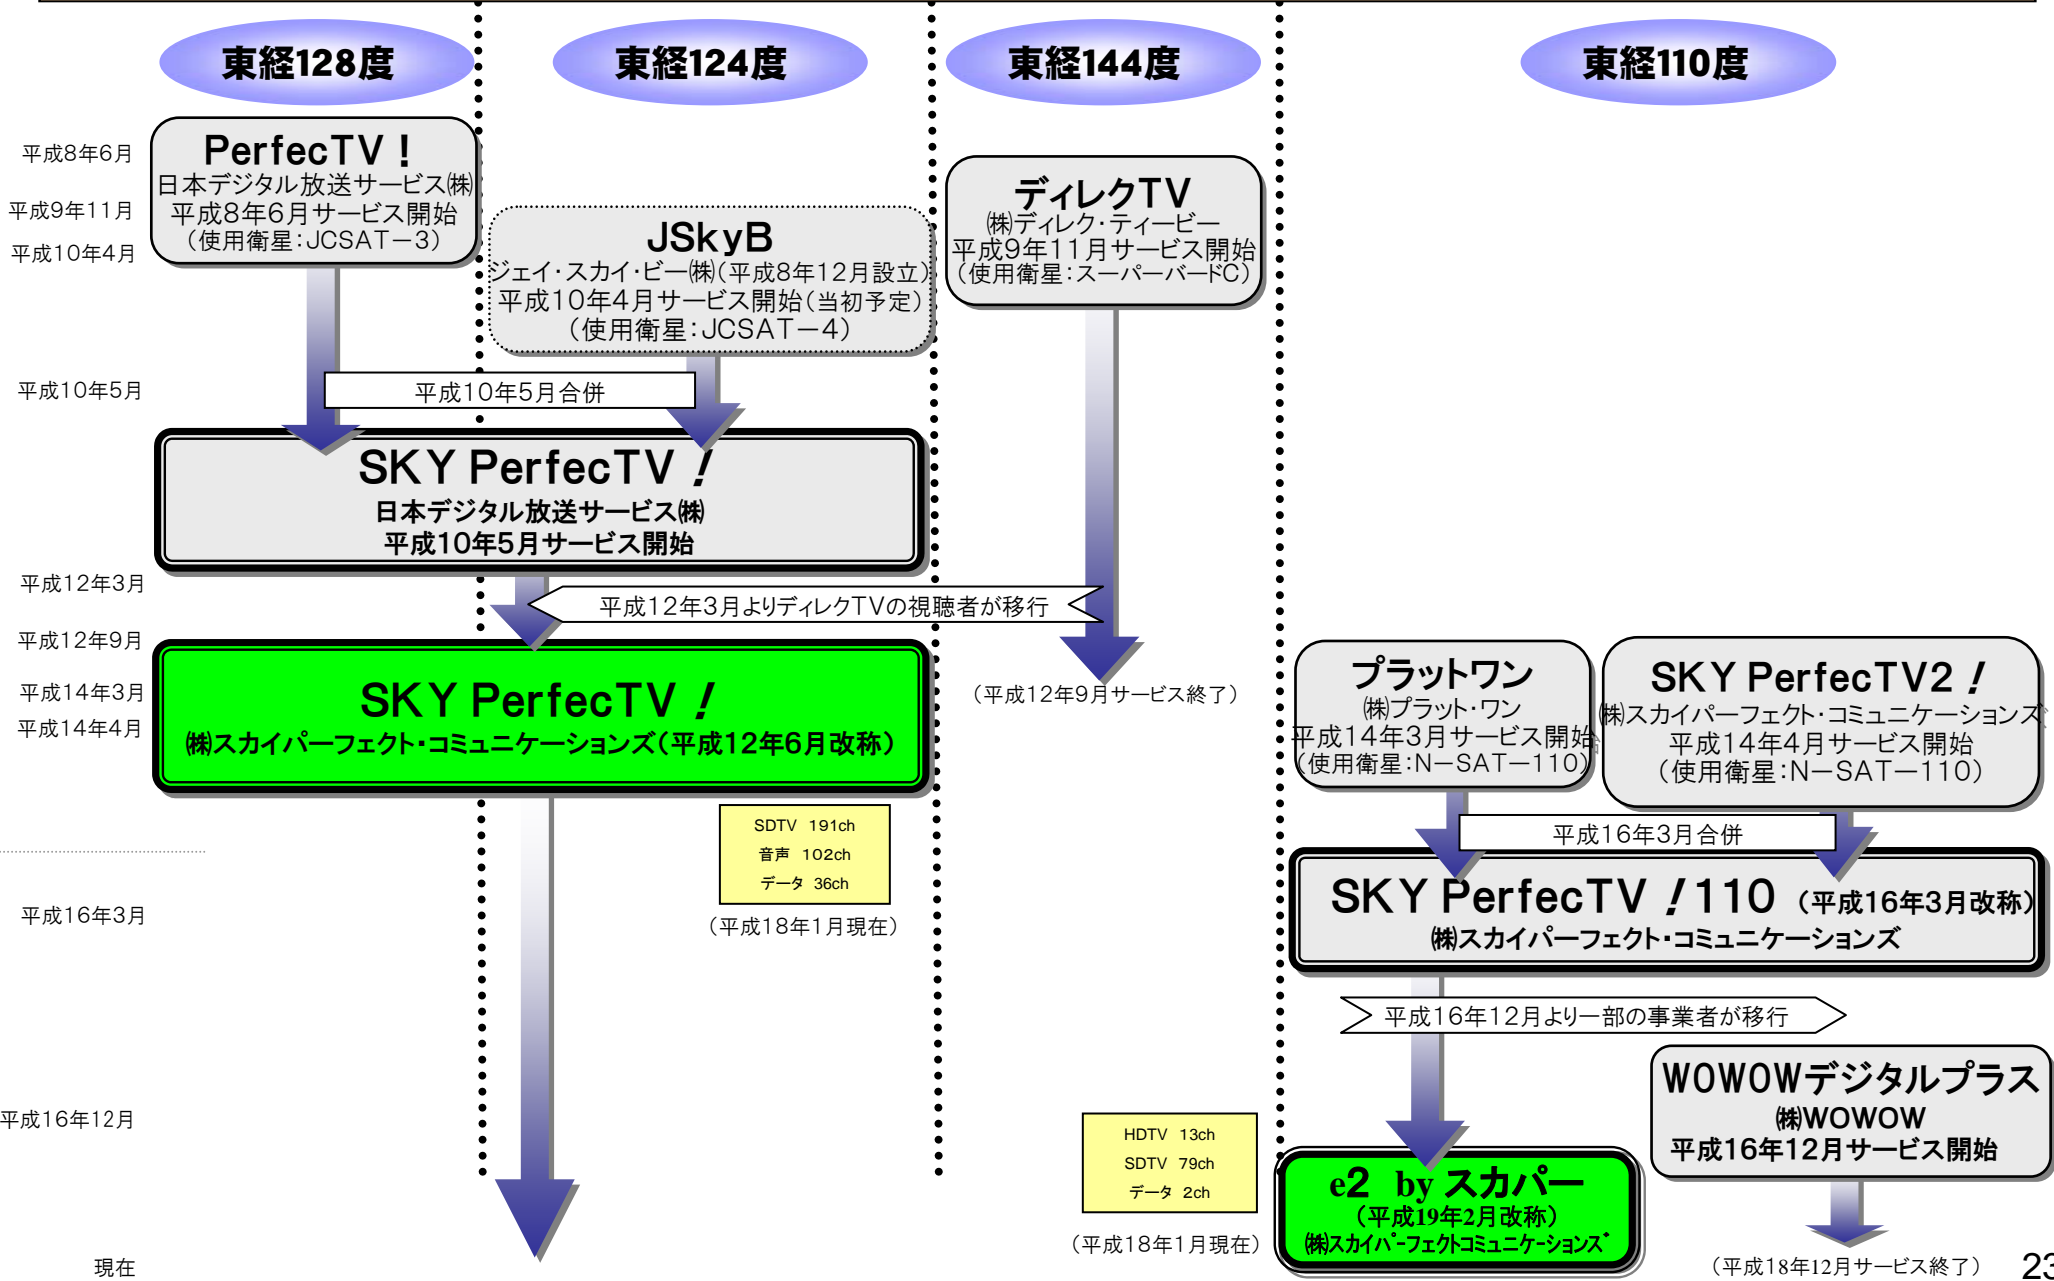 東経128度
東経124度
東経144度
東経110度
平成8年6月
平成9年11月
平成10年4月
平成10年5月
平成12年3月
平成12年9月
平成14年3月
平成14年4月
平成16年3月
平成16年12月
現在
PerfecTV！
日本デジタル放送サービス㈱
平成8年6月サービス開始
（使用衛星：JCSAT－3）
JSkyB
ジェイ・スカイ・ビー㈱（平成8年12月設立）
平成10年4月サービス開始（当初予定）
（使用衛星：JCSAT－4）
ディレクTV
㈱ディレク・ティービー
平成9年11月サービス開始
（使用衛星：スーパーバードC）
平成10年5月合併
SKY PerfecTV！
日本デジタル放送サービス㈱
平成10年5月サービス開始
平成12年3月よりディレクTVの視聴者が移行
SKY PerfecTV！
㈱スカイパーフェクト・コミュニケーションズ（平成12年6月改称）
（平成12年9月サービス終了）
SDTV 191ch
音声 102ch
データ 36ch
（平成18年1月現在）
プラットワン
㈱プラット・ワン
平成14年3月サービス開始
（使用衛星：N－SAT－110）
SKY PerfecTV2！
㈱スカイパーフェクト・コミュニケーションズ
平成14年4月サービス開始
（使用衛星：N－SAT－110）
平成16年3月合併
SKY PerfecTV！110（平成16年3月改称）
㈱スカイパーフェクト・コミュニケーションズ
平成16年12月より一部の事業者が移行
WOWOWデジタルプラス
㈱WOWOW
平成16年12月サービス開始
HDTV 13ch
SDTV 79ch
データ 2ch
（平成18年1月現在）
e2 by スカパー
（平成19年2月改称）
㈱スカイパーフェクトコミュニケーションズ
（平成18年12月サービス終了）
23